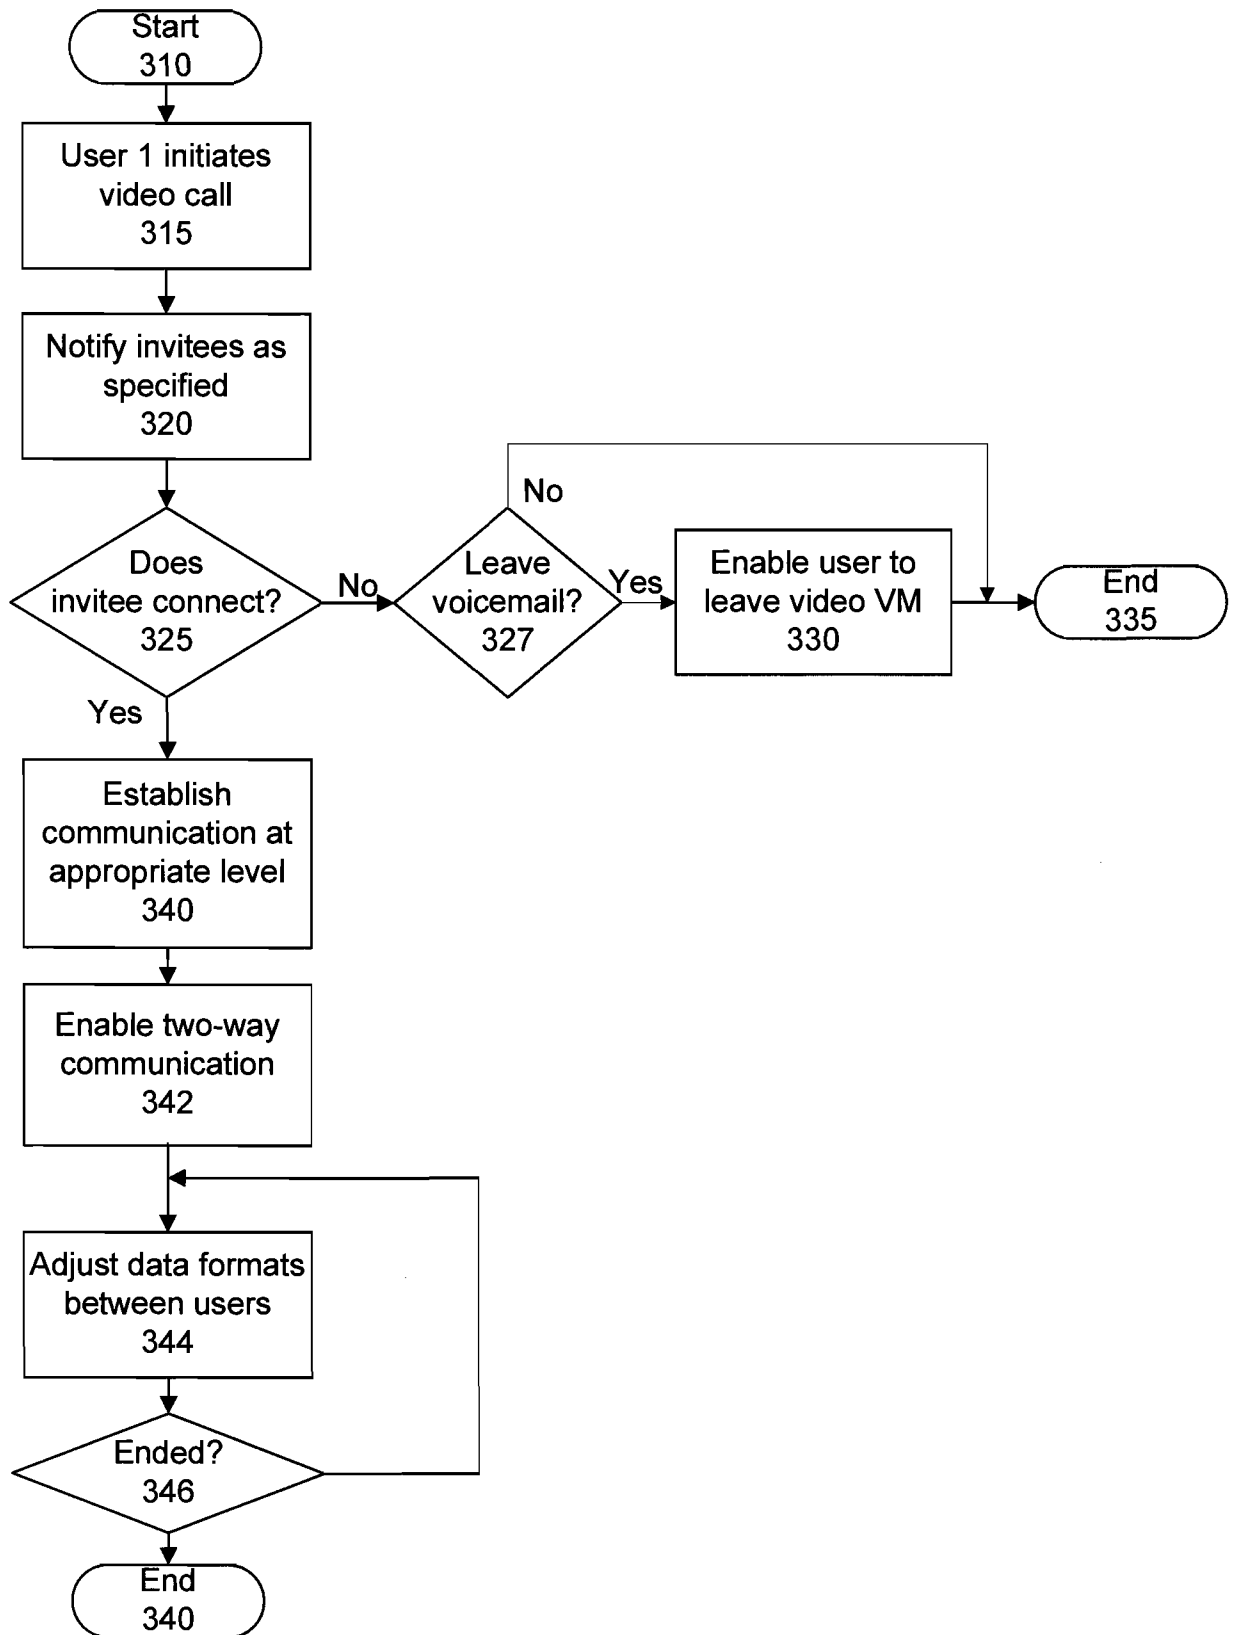 Start
310
User 1 initiates
video call
315
Notify invitees as
specified
320
Does
invitee connect?
325
No
Leave
voicemail?
327
No
Yes
Enable user to
leave video VM
330
End
335
Yes
Establish
communication at
appropriate level
340
Enable two-way
communication
342
Adjust data formats
between users
344
Ended?
346
End
340